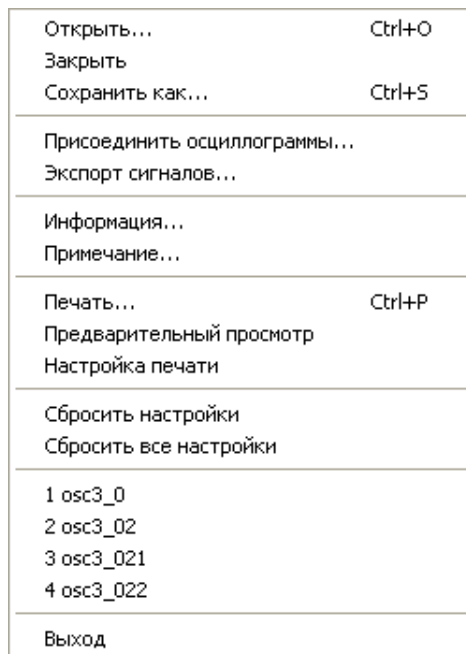 Открыть... Ctrl+O
Закрыть
Сохранить как... Ctrl+S
Присоединить осциллограммы...
Экспорт сигналов...
Информация...
Примечание...
Печать... Ctrl+P
Предварительный просмотр
Настройка печати
Сбросить настройки
Сбросить все настройки
1 osc3_0
2 osc3_02
3 osc3_021
4 osc3_022
Выход